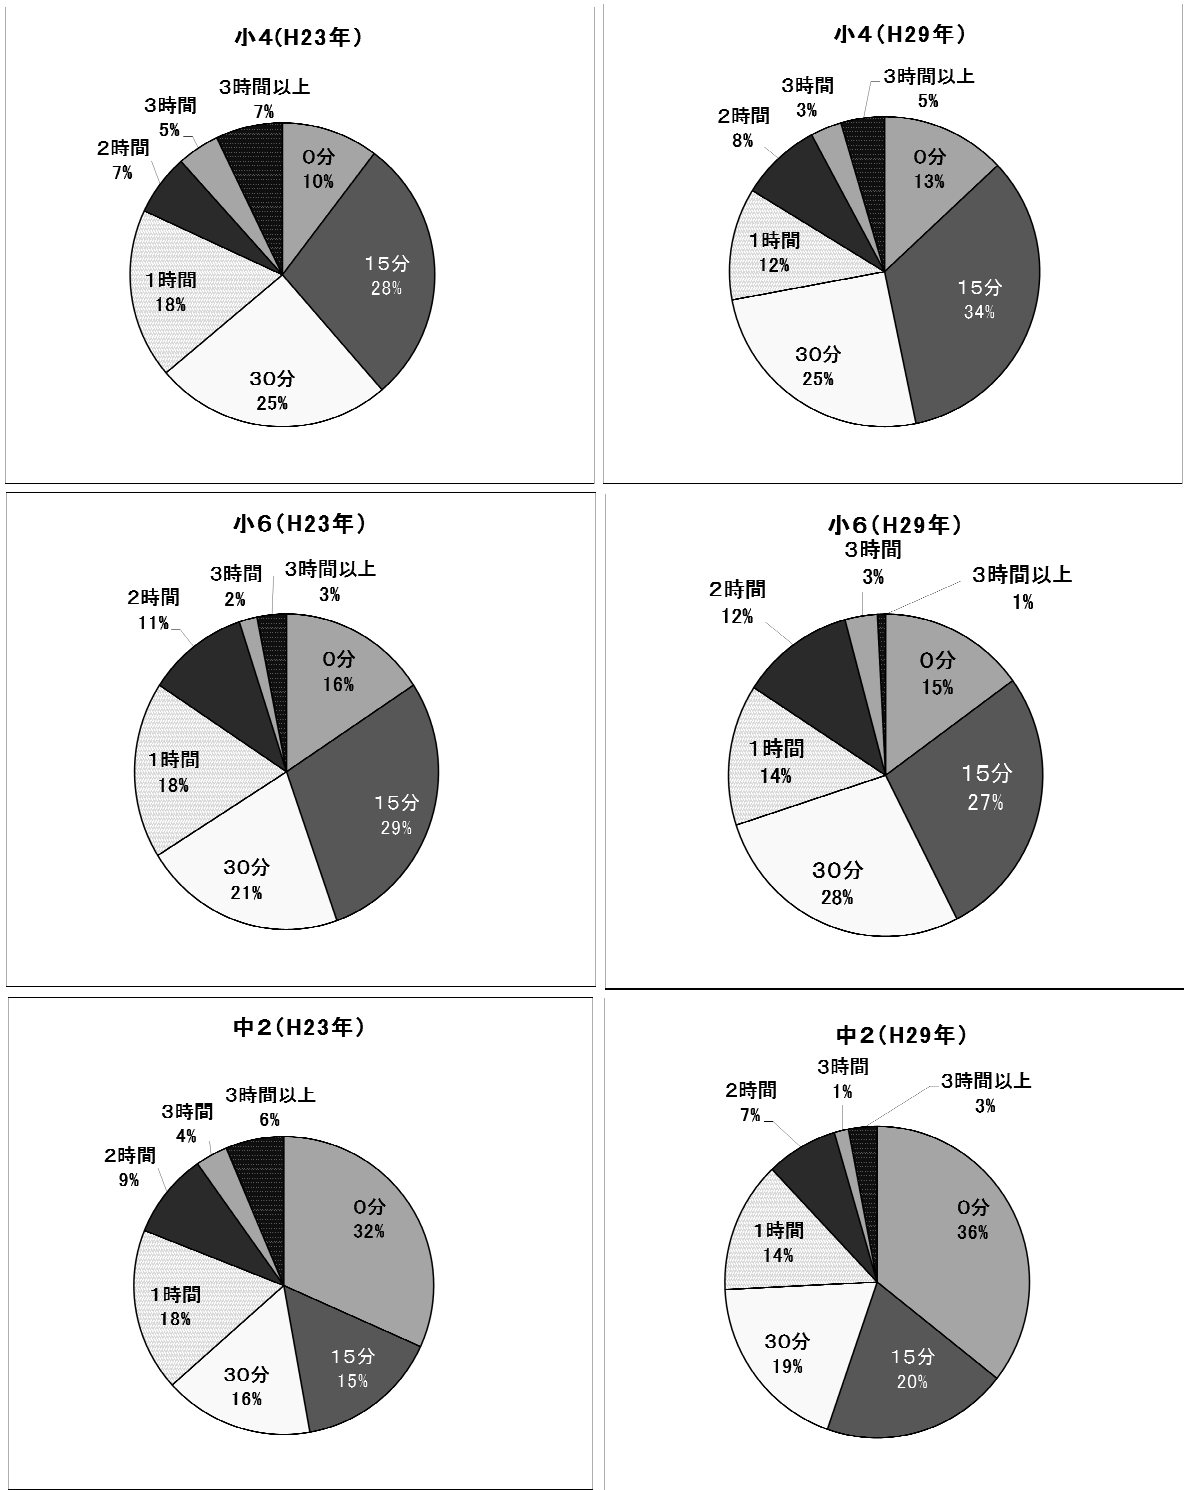 小４(H23年)
３時間以上
7%
３時間
5%
２時間
7%
０分
10%
１５分
28%
１時間
18%
３０分
25%
小４(H29年)
３時間以上
5%
３時間
3%
２時間
8%
０分
13%
１時間
12%
１５分
34%
３０分
25%
小６(H23年)
３時間以上
3%
３時間
2%
２時間
11%
０分
16%
１時間
18%
１５分
29%
３０分
21%
小６(H29年)
３時間
3%
３時間以上
1%
２時間
12%
０分
15%
１時間
14%
１５分
27%
３０分
28%
中２(H23年)
３時間以上
6%
３時間
4%
２時間
9%
０分
32%
１時間
18%
１５分
15%
３０分
16%
中２(H29年)
３時間
1%
３時間以上
3%
２時間
7%
０分
36%
１時間
14%
３０分
19%
１５分
20%